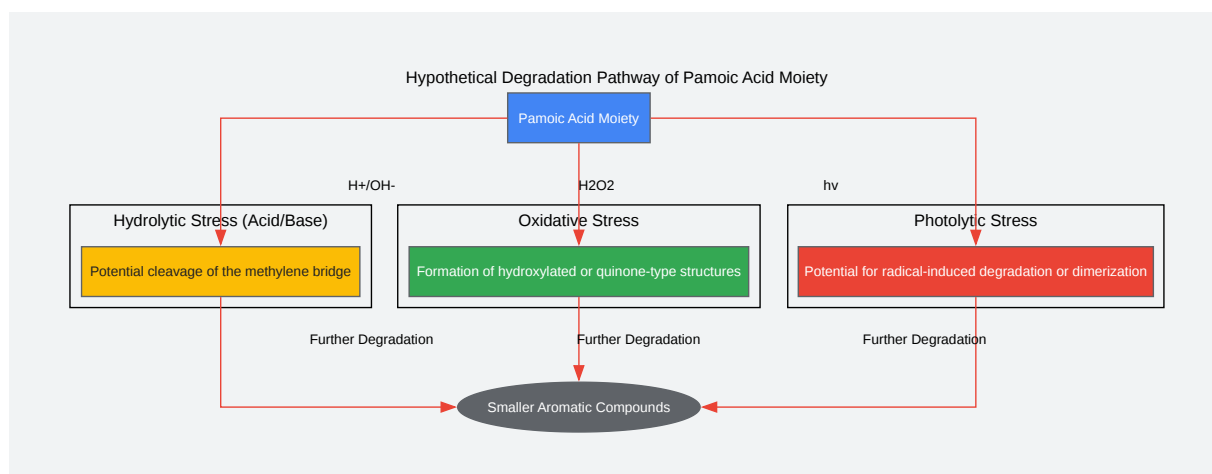 Hypothetical Degradation Pathway of Pamoic Acid Moiety
Pamoic Acid Moiety
H+/OH-
H2O2
hv
Hydrolytic Stress (Acid/Base)
Oxidative Stress
Photolytic Stress
Potential cleavage of the methylene bridge
Formation of hydroxylated or quinone-type structures
Potential for radical-induced degradation or dimerization
Further Degradation
Further Degradation
Further Degradation
Smaller Aromatic Compounds